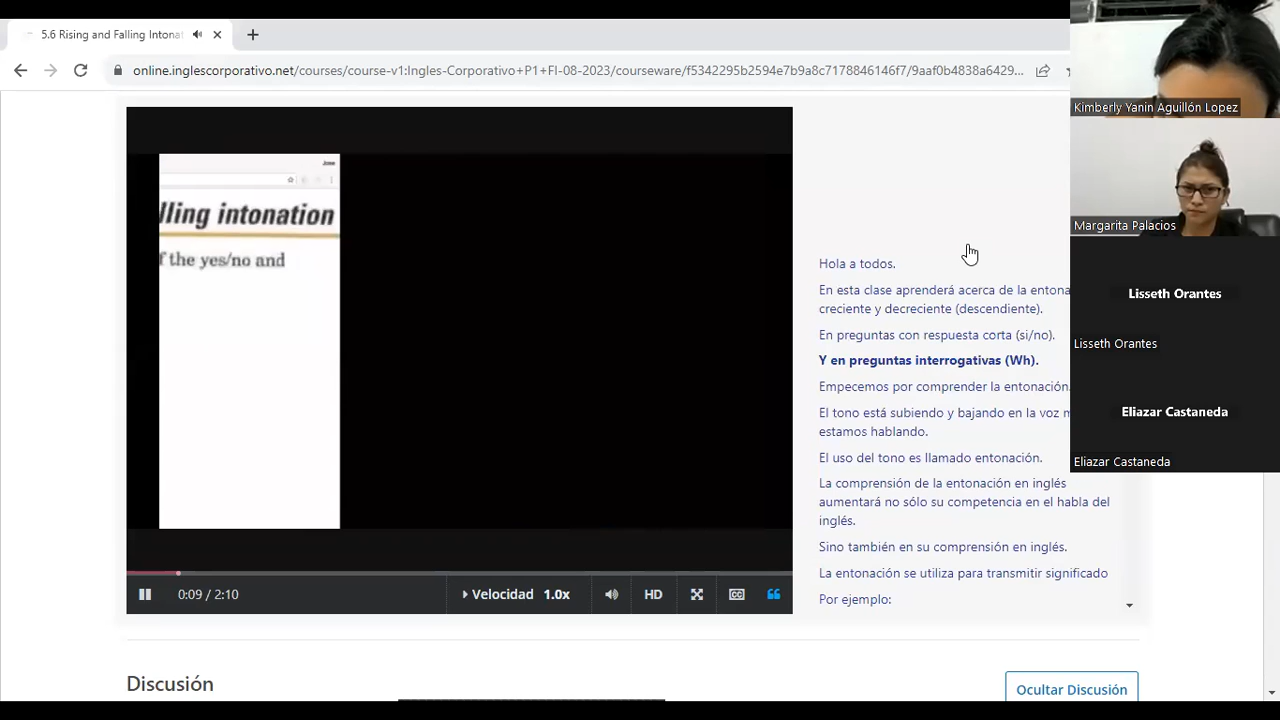 5.6 Rising and Falling Intona
online.inglescorporativo.net/courses/course-v1:Ingles-Corporativo+P1+FI-08-2023/courseware/f5342295b2594e7b9a8c7178846146f7/9aaf0b4838a6429...
Kimberly Yanin Aguillón Lopez
Margarita Palacios
Lisseth Orantes
Lisseth Orantes
Eliazar Castaneda
Eliazar Castaneda
lling intonation
f the yes/no and
Hola a todos.
En esta clase aprenderá acerca de la entona
creciente y decreciente (descendiente).
En preguntas con respuesta corta (si/no).
Y en preguntas interrogativas (Wh).
Empecemos por comprender la entonación.
El tono está subiendo y bajando en la voz m
estamos hablando.
El uso del tono es llamado entonación.
La comprensión de la entonación en inglés
aumentará no sólo su competencia en el habla del
inglés.
Sino también en su comprensión en inglés.
La entonación se utiliza para transmitir significado
Por ejemplo:
0:09 / 2:10
Velocidad 1.0x
HD
CC
Discusión
Ocultar Discusión